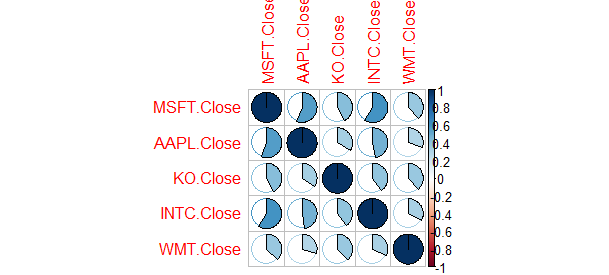 MSFT.Close
AAPL.Close
KO.Close
INTC.Close
WMT.Close
MSFT.Close
AAPL.Close
KO.Close
INTC.Close
WMT.Close
1
0.8
0.6
0.4
0.2
0
-0.2
-0.4
-0.6
-0.8
-1